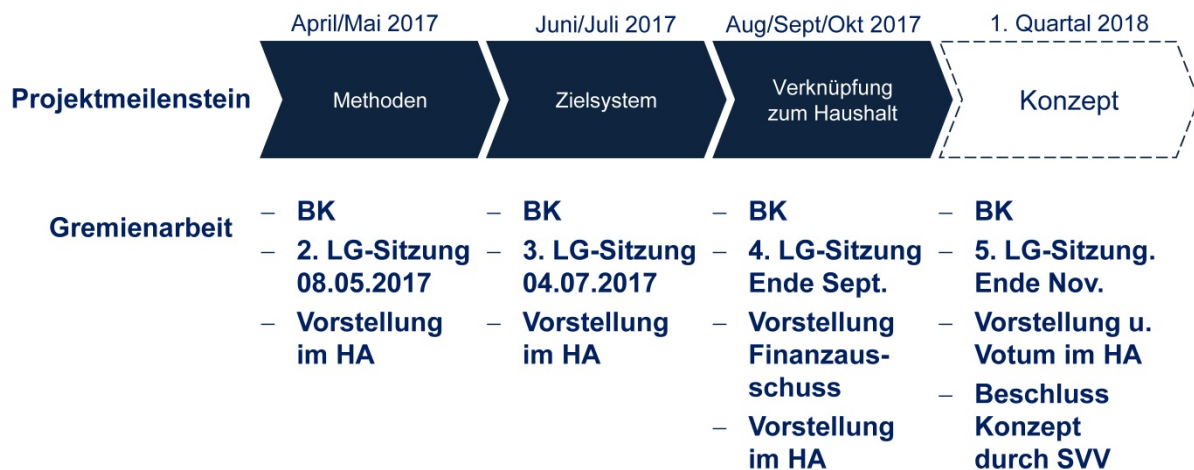 April/Mai 2017
Juni/Juli 2017
Aug/Sept/Okt 2017
1. Quartal 2018
Projektmeilenstein
Methoden
Zielsystem
Verknüpfung
zum Haushalt
Konzept
Gremienarbeit
– BK
– 2. LG-Sitzung
08.05.2017
– Vorstellung
im HA
– BK
– 3. LG-Sitzung
04.07.2017
– Vorstellung
im HA
– BK
– 4. LG-Sitzung
Ende Sept.
– Vorstellung
Finanzaus-
schuss
– Vorstellung
im HA
– BK
– 5. LG-Sitzung.
Ende Nov.
– Vorstellung u.
Votum im HA
– Beschluss
Konzept
durch SVV